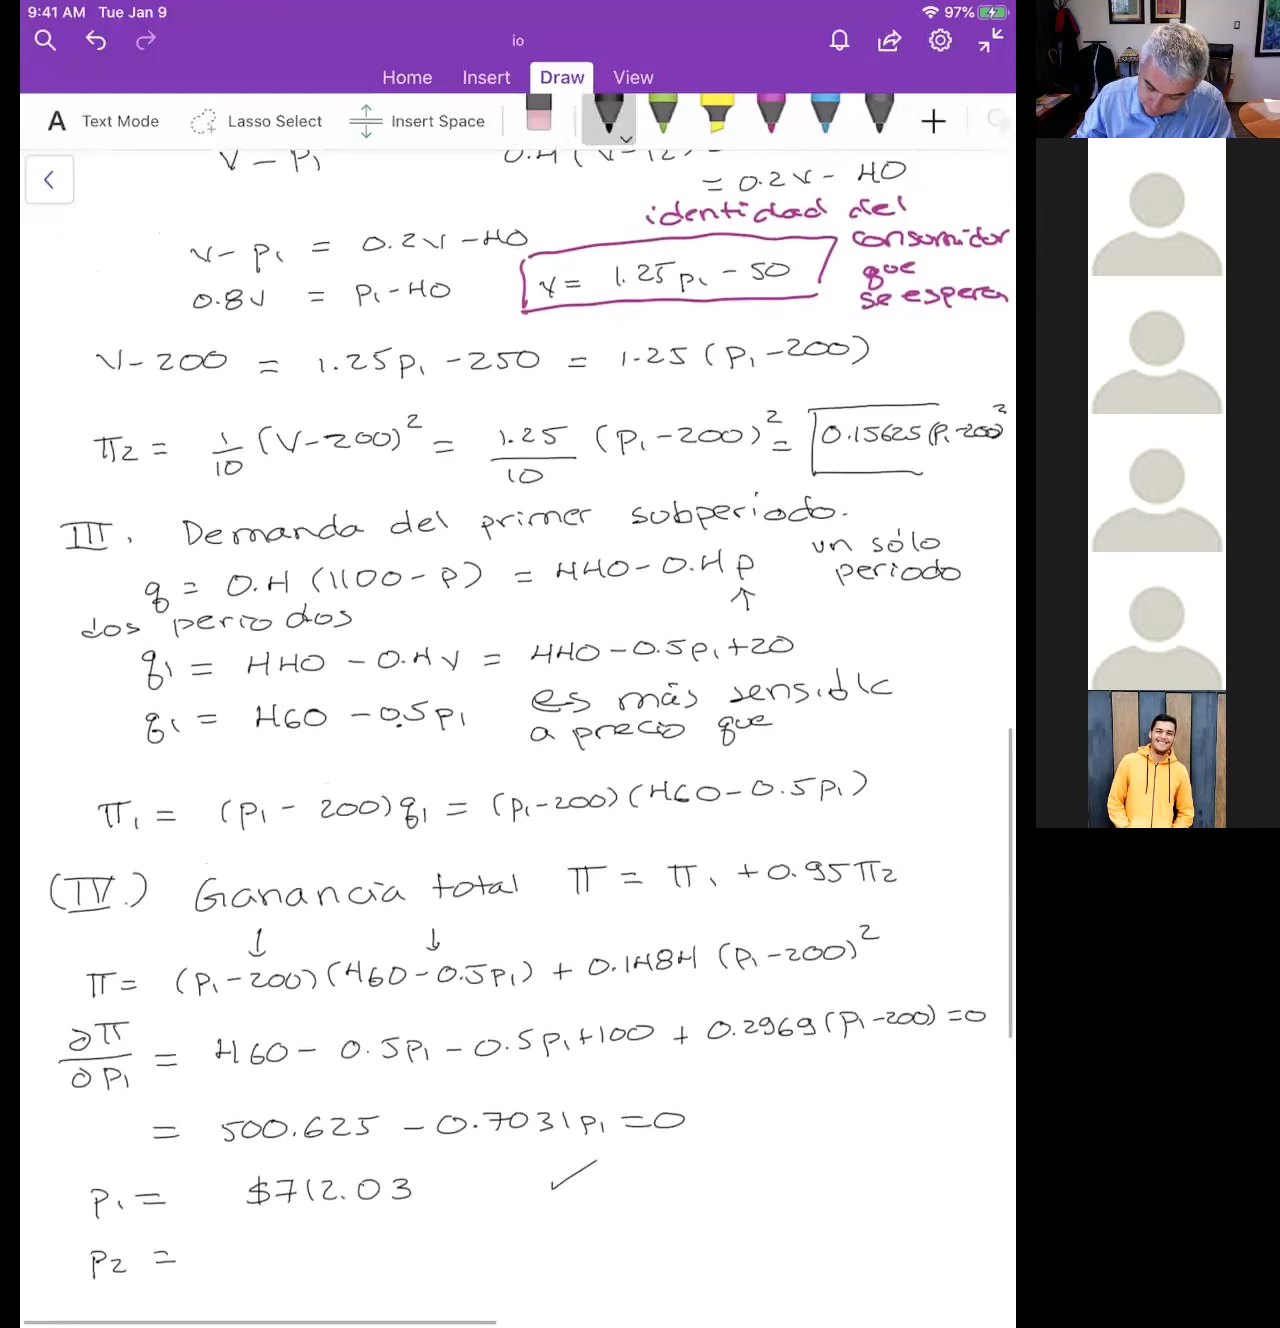 9:41 AM Tue Jan 9
97%
io
Home Insert Draw View
A Text Mode Lasso Select Insert Space
V - P1
= 0.2V - 40
identidad del
consumidor
que
se espera
V - P1 = 0.2V - 40
0.8V = P1 - 40
V = 1.25P1 - 50
V - 200 = 1.25P1 - 250 = 1.25(P1 - 200)
π2 = 1/10 (V - 200)² = 1.25/10 (P1 - 200)² = 0.15625(P1 - 200)²
III. Demanda del primer subperiodo.
q = 0.4(1100 - p) = 440 - 0.4p
un sólo
periodo
↑
dos periodos
q1 = 440 - 0.4V = 440 - 0.5P1 + 20
q1 = 460 - 0.5P1
es más sensible
a precio que
π1 = (P1 - 200)q1 = (P1 - 200)(460 - 0.5P1)
(IV.) Ganancia total π = π1 + 0.95π2
↓ ↓
π = (P1 - 200)(460 - 0.5P1) + 0.1484(P1 - 200)²
∂π/∂P1 = 460 - 0.5P1 - 0.5P1 + 100 + 0.2969(P1 - 200) = 0
= 500.625 - 0.7031P1 = 0
P1 = $712.03 ✓
P2 =